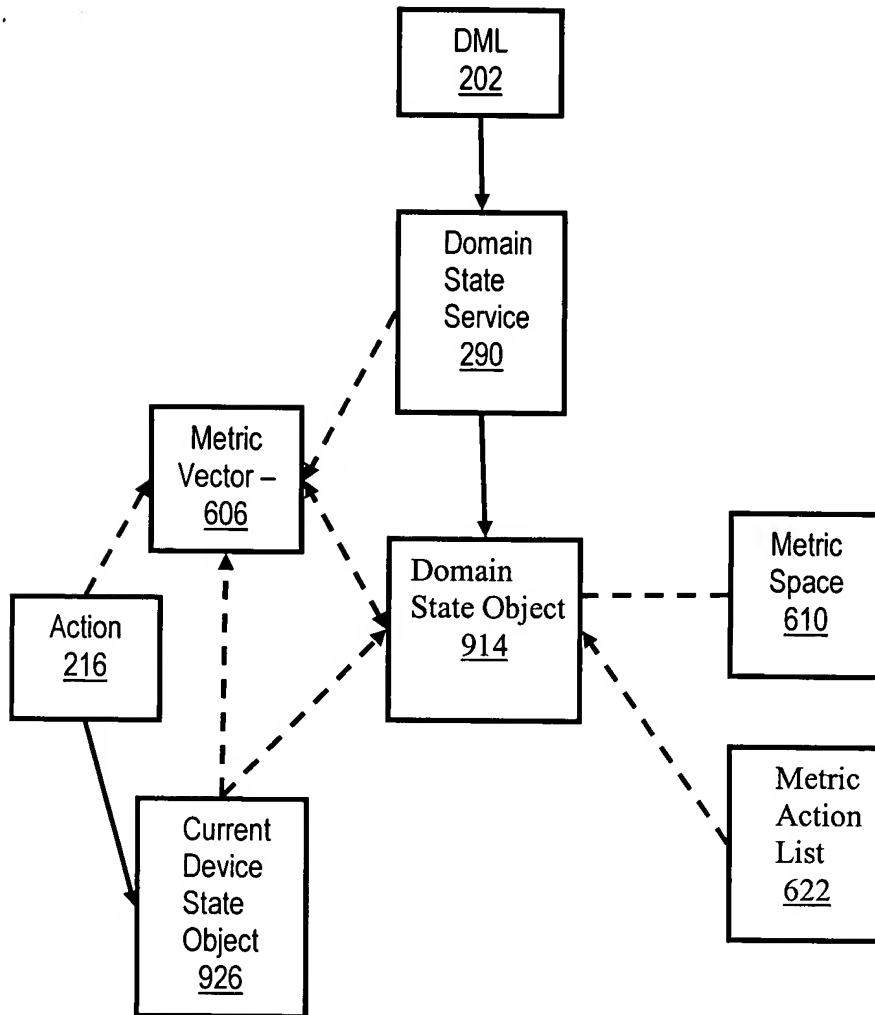 DML
202
Domain
State
Service
290
Metric
Vector –
606
Domain
State Object
914
Metric
Space
610
Action
216
Metric
Action
List
622
Current
Device
State
Object
926